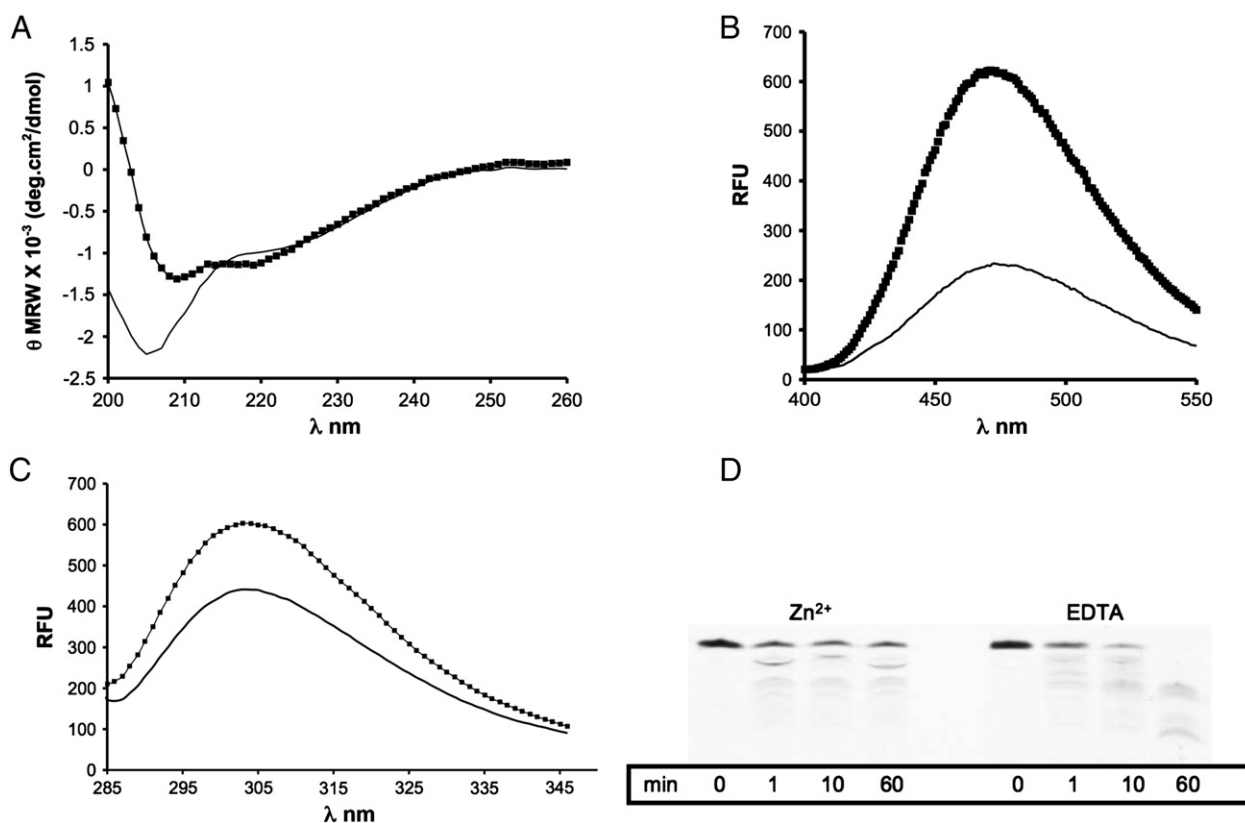 A
1.5
1
0.5
0
-0.5
-1
-1.5
-2
-2.5
θ MRW X 10⁻³ (deg.cm²/dmol)
200 210 220 230 240 250 260
λ nm
B
700
600
500
400
300
200
100
0
RFU
400 450 500 550
λ nm
C
700
600
500
400
300
200
100
0
RFU
285 295 305 315 325 335 345
λ nm
D
Zn²⁺ EDTA
min 0 1 10 60 0 1 10 60